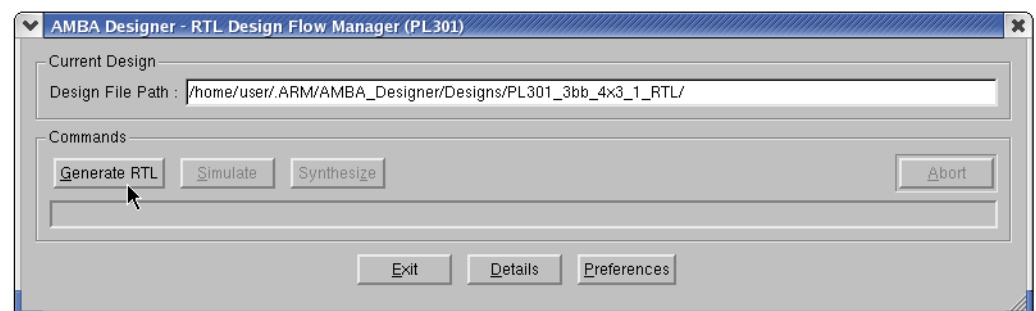 AMBA Designer - RTL Design Flow Manager (PL301)
Current Design
Design File Path : /home/user/.ARM/AMBA_Designer/Designs/PL301_3bb_4x3_1_RTL/
Commands
Generate RTL Simulate Synthesize Abort
Exit Details Preferences